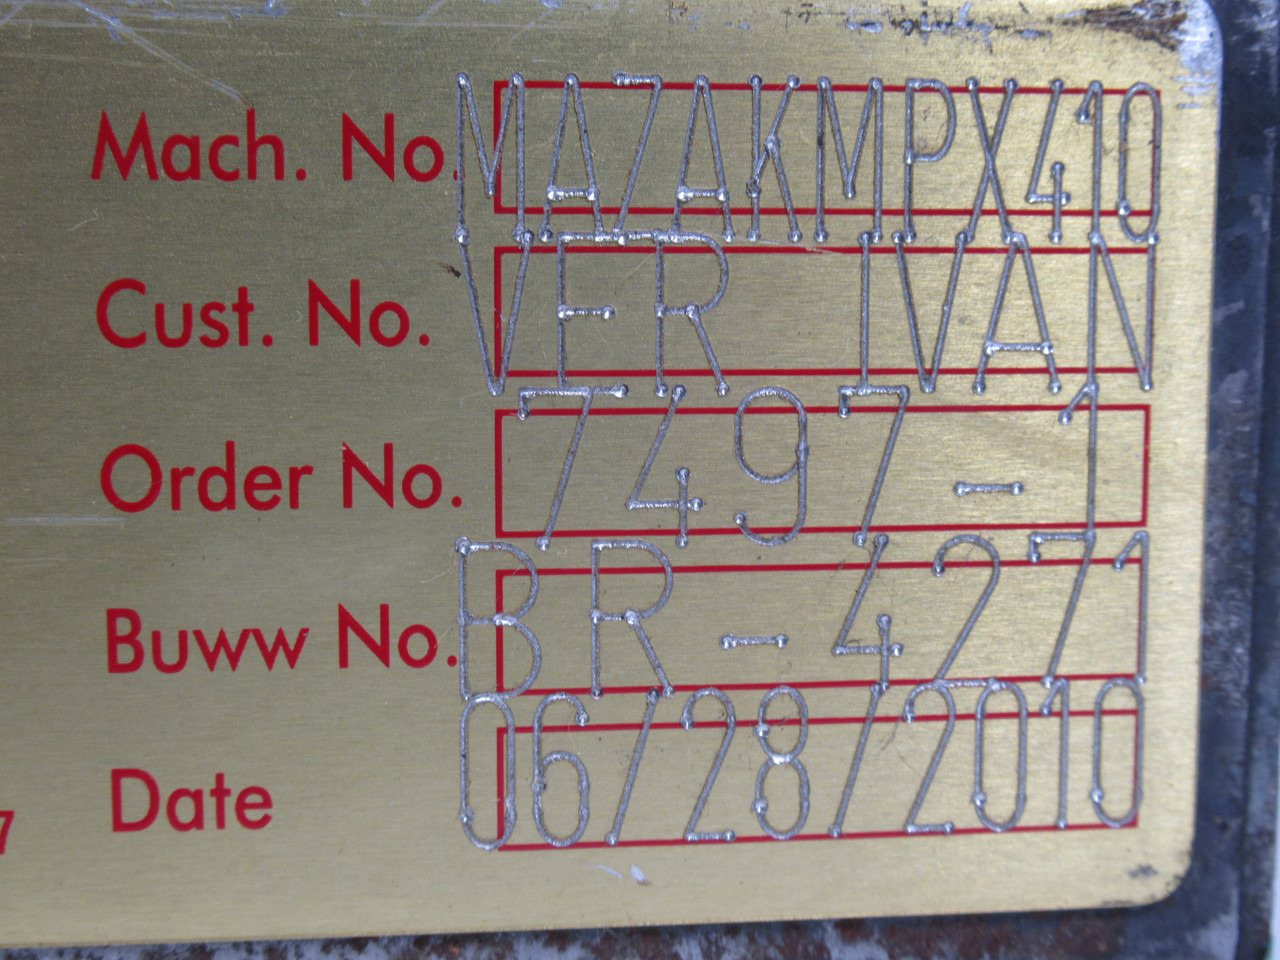 Mach. No. MAZAKMPX410
Cust. No. VER IVAN
Order No. 7497-1
Buww No. BR-4271
Date 06/28/2010
7